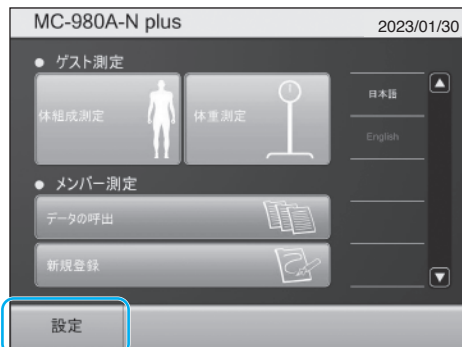 MC-980A-N plus
2023/01/30
● ゲスト測定
体組成測定
体重測定
日本語
English
● メンバー測定
データの呼出
新規登録
設定